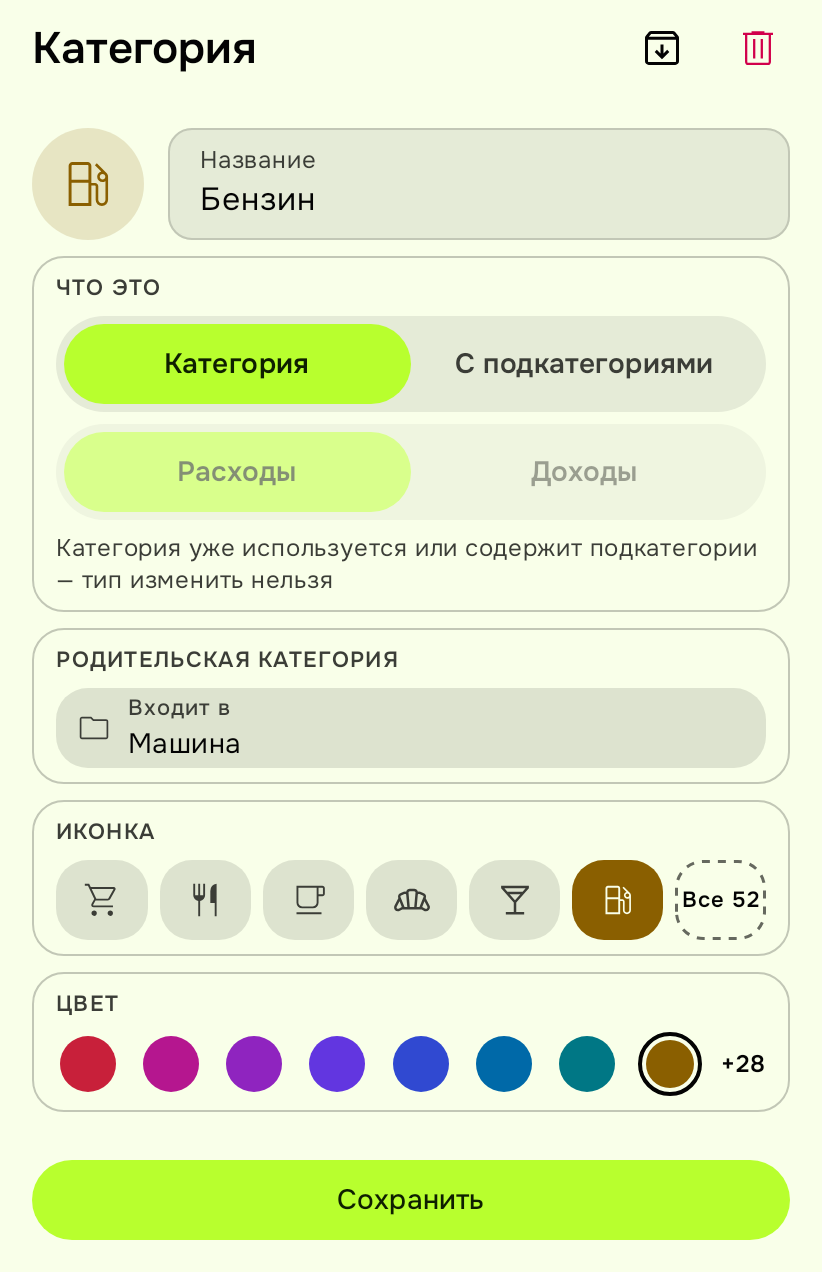 Категория
Название
Бензин
ЧТО ЭТО
Категория
С подкатегориями
Расходы
Доходы
Категория уже используется или содержит подкатегории
— тип изменить нельзя
РОДИТЕЛЬСКАЯ КАТЕГОРИЯ
Входит в
Машина
ИКОНКА
Все 52
ЦВЕТ
+28
Сохранить